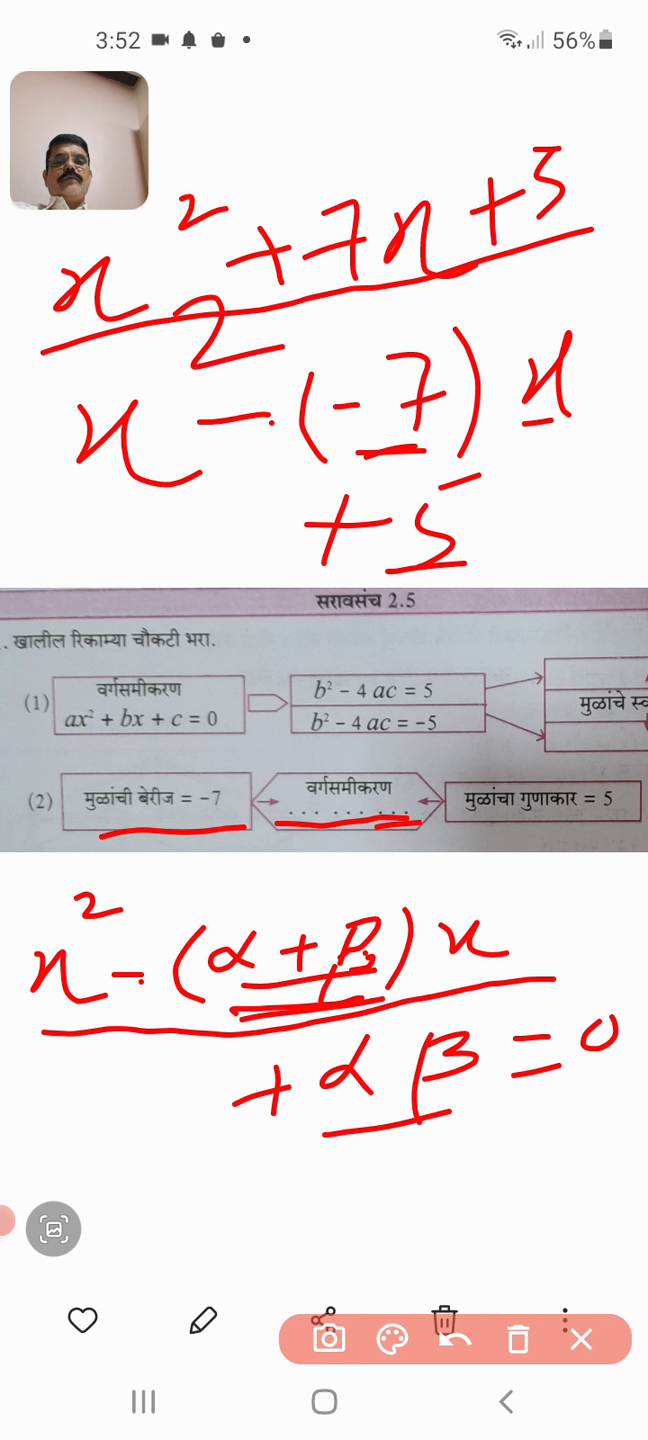 3:52 56%
x² + 7x + 5
x² - (-7) x
+ 5
सरावसंच 2.5
. खालील रिकाम्या चौकटी भरा.
(1) वर्गसमीकरण
ax² + bx + c = 0
b² – 4 ac = 5
b² – 4 ac = –5
मुळांचे
(2) मुळांची बेरीज = –7
वर्गसमीकरण
. . . . . . . .
मुळांचा गुणाकार = 5
x² - (α + β) x
+ α β = 0